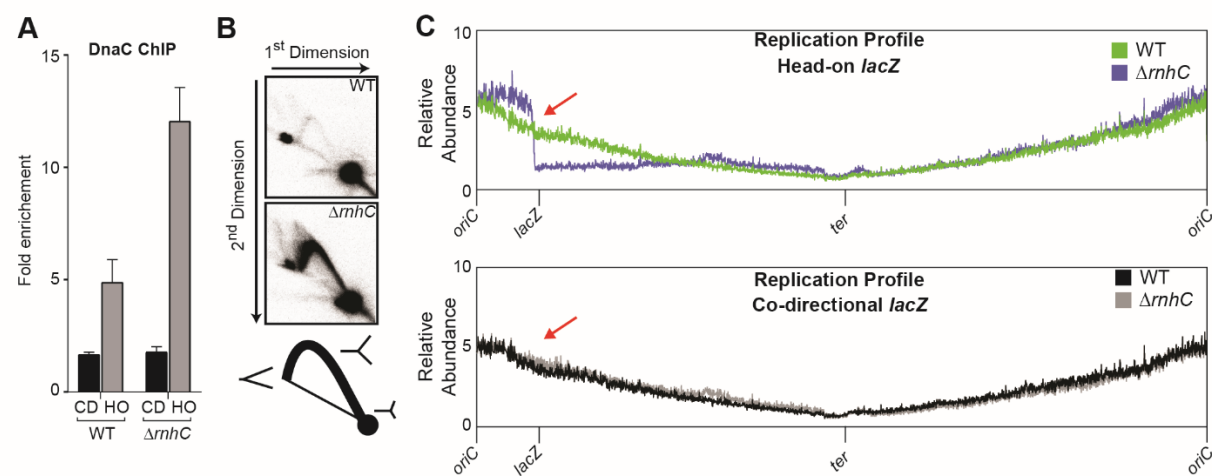 A
DnaC ChIP
Fold enrichment
15
10
5
0
CD HO CD HO
WT ΔrnhC
B
1st Dimension
2nd Dimension
WT
ΔrnhC
C
Replication Profile
Head-on lacZ
WT
ΔrnhC
Relative
Abundance
10
5
0
oriC lacZ ter oriC
Replication Profile
Co-directional lacZ
WT
ΔrnhC
Relative
Abundance
10
5
0
oriC lacZ ter oriC